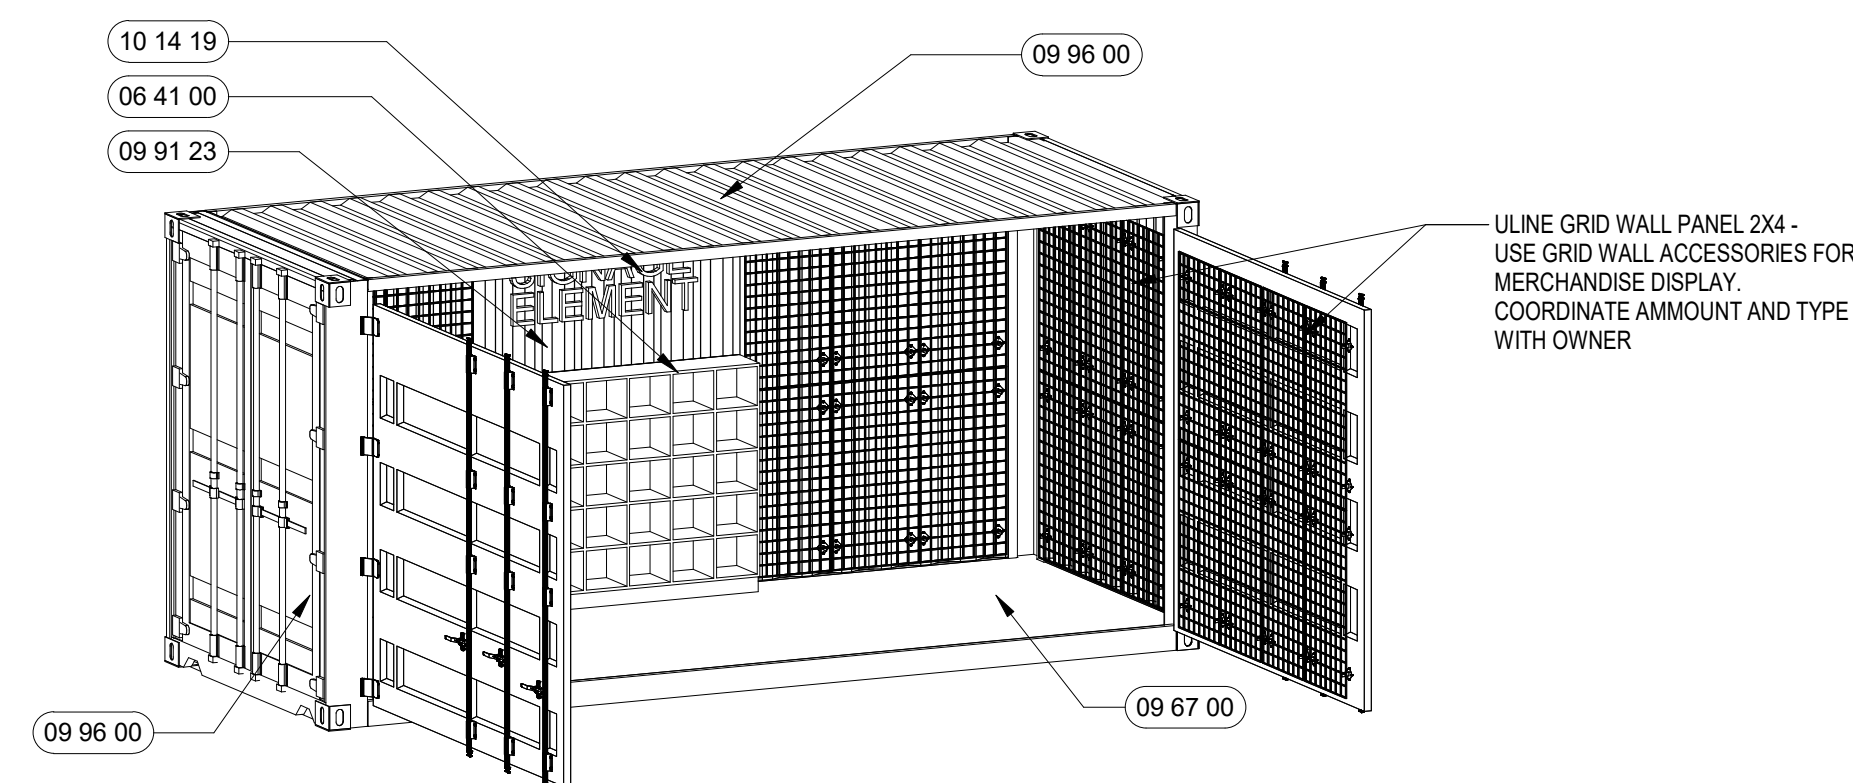 10 14 19
09 96 00
06 41 00
09 91 23
ULINE GRID WALL PANEL 2X4 -
USE GRID WALL ACCESSORIES FOR
MERCHANDISE DISPLAY.
COORDINATE AMMOUNT AND TYPE
WITH OWNER
SIGNAGE
ELEMENT
09 67 00
09 96 00